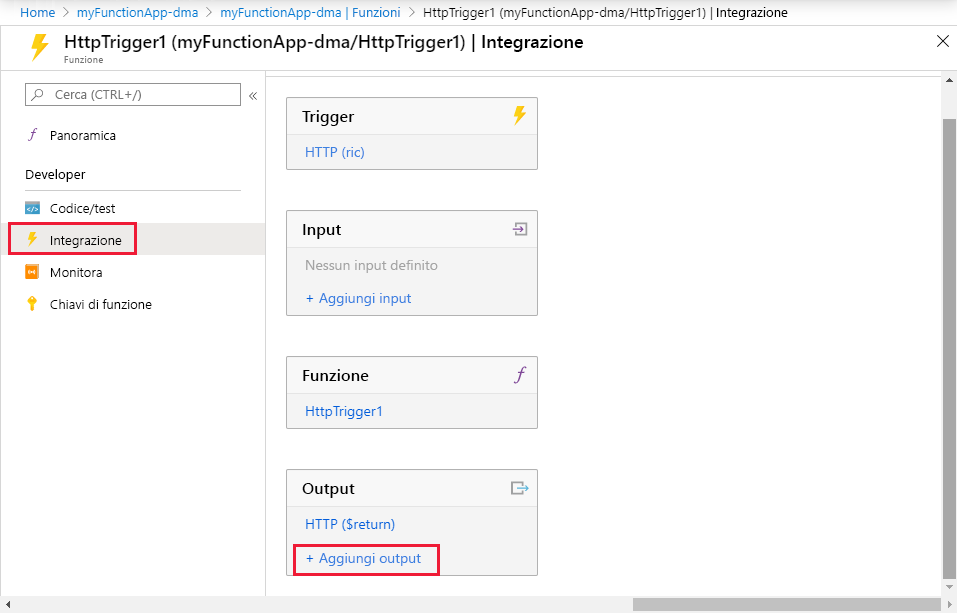 Home > myFunctionApp-dma > myFunctionApp-dma | Funzioni > HttpTrigger1 (myFunctionApp-dma/HttpTrigger1) | Integrazione
HttpTrigger1 (myFunctionApp-dma/HttpTrigger1) | Integrazione
Funzione
Cerca (CTRL+/)
«
Panoramica
Developer
Codice/test
Integrazione
Monitora
Chiavi di funzione
Trigger
HTTP (ric)
Input
Nessun input definito
+ Aggiungi input
Funzione
HttpTrigger1
Output
HTTP ($return)
+ Aggiungi output